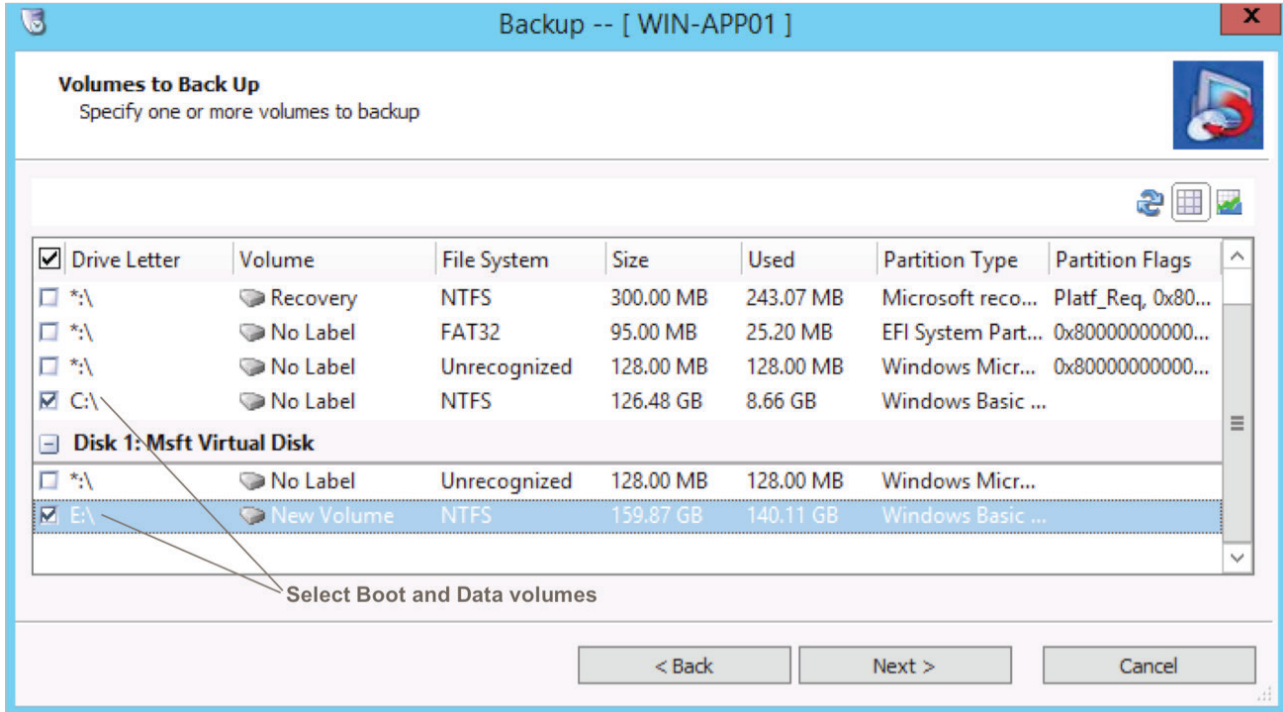 Backup -- [ WIN-APP01 ]
x
Volumes to Back Up
Specify one or more volumes to backup
Drive Letter Volume File System Size Used Partition Type Partition Flags
*:\ Recovery NTFS 300.00 MB 243.07 MB Microsoft reco... Platf_Req, 0x80...
*:\ No Label FAT32 95.00 MB 25.20 MB EFI System Part... 0x80000000000...
*:\ No Label Unrecognized 128.00 MB 128.00 MB Windows Micr... 0x80000000000...
C:\ No Label NTFS 126.48 GB 8.66 GB Windows Basic ...
Disk 1: Msft Virtual Disk
*:\ No Label Unrecognized 128.00 MB 128.00 MB Windows Micr...
E:\ New Volume NTFS 159.87 GB 140.11 GB Windows Basic ...
Select Boot and Data volumes
< Back Next > Cancel